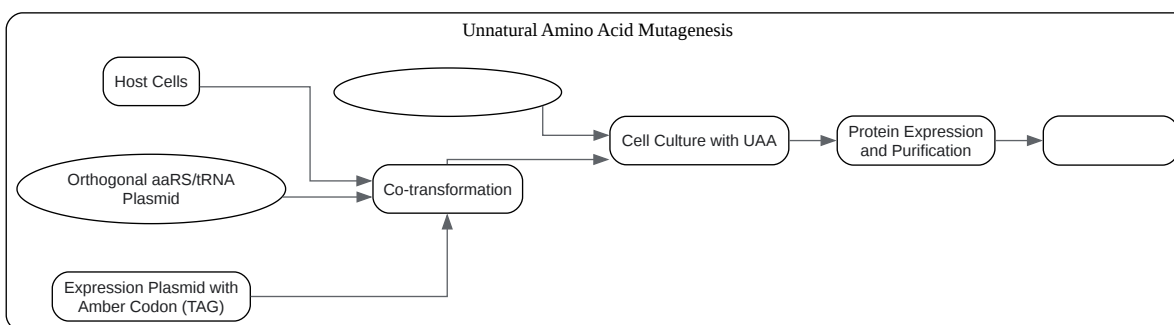 Unnatural Amino Acid Mutagenesis
Host Cells
Orthogonal aaRS/tRNA
Plasmid
Expression Plasmid with
Amber Codon (TAG)
Co-transformation
Cell Culture with UAA
Protein Expression
and Purification